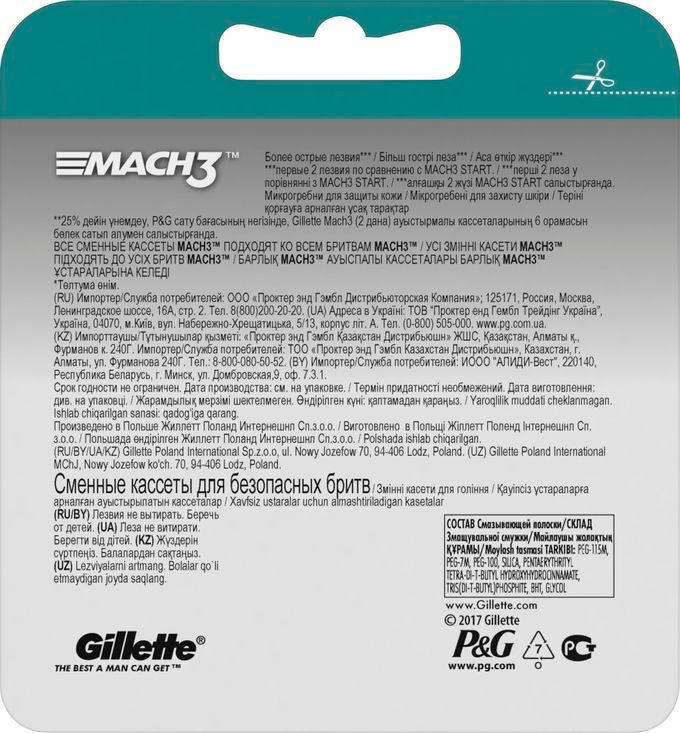 MACH3™
Более острые лезвия*** / Більш гострі леза*** / Аса өткір жүздері***
***первые 2 лезвия по сравнению с MACH3 START. / ***перші 2 леза у
порівнянні з MACH3 START. / ***алғашқы 2 жүзі MACH3 START салыстырғанда.
Микрогребни для защиты кожи / Мікрогребені для захисту шкіри / Теріні
қорғауға арналған ұсақ тарақтар
**25% дейін үнемдеу, P&G сату бағасының негізінде, Gillette Mach3 (2 дана) ауыстырмалы кассеталарының 6 орамасын
бөлек сатып алумен салыстырғанда.
ВСЕ СМЕННЫЕ КАССЕТЫ MACH3™ ПОДХОДЯТ КО ВСЕМ БРИТВАМ MACH3™ / УСІ ЗМІННІ КАСЕТИ MACH3™
ПІДХОДЯТЬ ДО УСІХ БРИТВ MACH3™ / БАРЛЫҚ MACH3™ АУЫСПАЛЫ КАССЕТАЛАРЫ БАРЛЫҚ MACH3™
ҰСТАРАЛАРЫНА КЕЛЕДІ
*Төлтума өнім.
(RU) Импортер/Служба потребителей: ООО «Проктер энд Гэмбл Дистрибьюторская Компания»; 125171, Россия, Москва,
Ленинградское шоссе, 16А, стр. 2. Тел. 8(800)200-20-20. (UA) Адреса в Україні: ТОВ "Проктер енд Гембл Трейдінг Україна",
Україна, 04070, м.Київ, вул. Набережно-Хрещатицька, 5/13, корпус літ. А. Тел. (0-800) 505-000. www.pg.com.ua.
(KZ) Импорттаушы/Тұтынушылар қызметі: «Проктер энд Гэмбл Қазақстан Дистрибьюшн» ЖШС, Қазақстан, Алматы қ.,
Фурманов к. 240Г. Импортер/Служба потребителей: ТОО «Проктер энд Гэмбл Казахстан Дистрибьюшн», Казахстан, г.
Алматы, ул. Фурманова 240Г. Тел.: 8-800-080-50-52. (BY) Импортер/Служба потребителей: ИООО "АЛИДИ-Вест", 220140,
Республика Беларусь, г. Минск, ул. Домбровская,9, оф. 7.3.1.
Срок годности не ограничен. Дата производства: см. на упаковке. / Термін придатності необмежений. Дата виготовлення:
див. на упаковці. / Жарамдылық мерзімі шектелмеген. Өндірілген күні: қаптамадан қараңыз. / Yaroqlilik muddati cheklanmagan.
Ishlab chiqarilgan sanasi: qadog'iga qarang.
Произведено в Польше Жиллетт Поланд Интернешнл Сп.з.о.о. / Виготовлено в Польщі Жіллетт Поленд Інтернешнл Сп.
з.о.о. / Польшада өндірілген Жиллетт Поланд Интернешнл Сп.з.о.о. / Polshada ishlab chiqarilgan.
(RU/BY/UA/KZ) Gillette Poland International Sp.z.o.o, ul. Nowy Jozefow 70, 94-406 Lodz, Poland. (UZ) Gillette Poland International
MChJ, Nowy Jozefow ko'ch. 70, 94-406 Lodz, Poland.
Сменные кассеты для безопасных бритв / Змінні касети для гоління / Қауіпсіз ұстараларға
арналған ауыстырылатын кассеталар / Xavfsiz ustaralar uchun almashtiriladigan kasetalar
(RU/BY) Лезвия не вытирать. Беречь
от детей. (UA) Леза не витирати.
Берегти від дітей. (KZ) Жүздерін
сүртпеңіз. Балалардан сақтаңыз.
(UZ) Lezviyalarni artmang. Bolalar qo`li
etmaydigan joyda saqlang.
СОСТАВ Смазывающей полоски/СКЛАД
Змащувальної смужки/Майлаушы жолақтың
ҚҰРАМЫ/Moylash tasmasi TARKIBI: PEG-115M,
PEG-7M, PEG-100, SILICA, PENTAERYTHRITYL
TETRA-DI-T-BUTYL HYDROXYHYDROCINNAMATE,
TRIS(DI-T-BUTYL)PHOSPHITE, BHT, GLYCOL
www.Gillette.com
© 2017 Gillette
Gillette®
THE BEST A MAN CAN GET™
P&G
www.pg.com
7
O